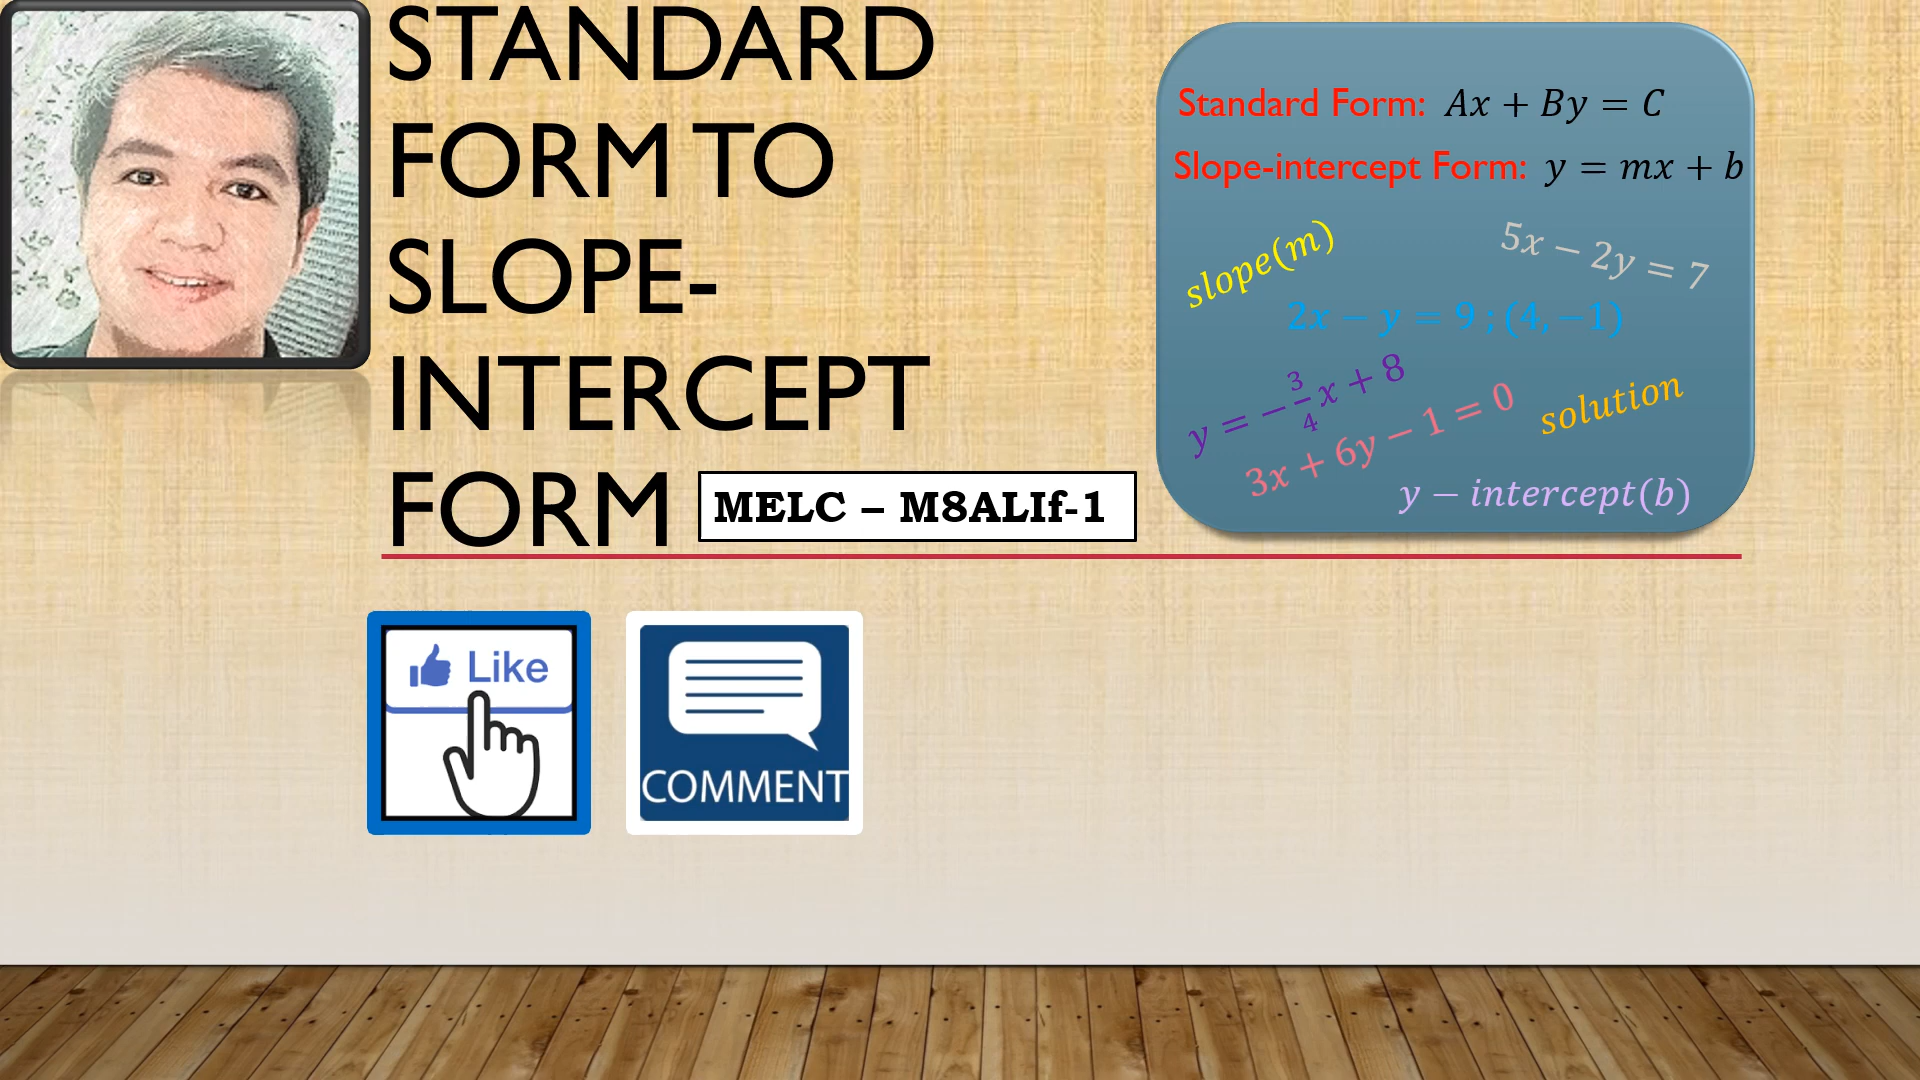 STANDARD
FORM TO
SLOPE-
INTERCEPT
FORM
MELC – M8ALIf-1
Standard Form: Ax + By = C
Slope-intercept Form: y = mx + b
slope(m)
5x − 2y = 7
2x − y = 9 ; (4, −1)
y = −3/4 x + 8
3x + 6y − 1 = 0
solution
y − intercept(b)
Like
COMMENT